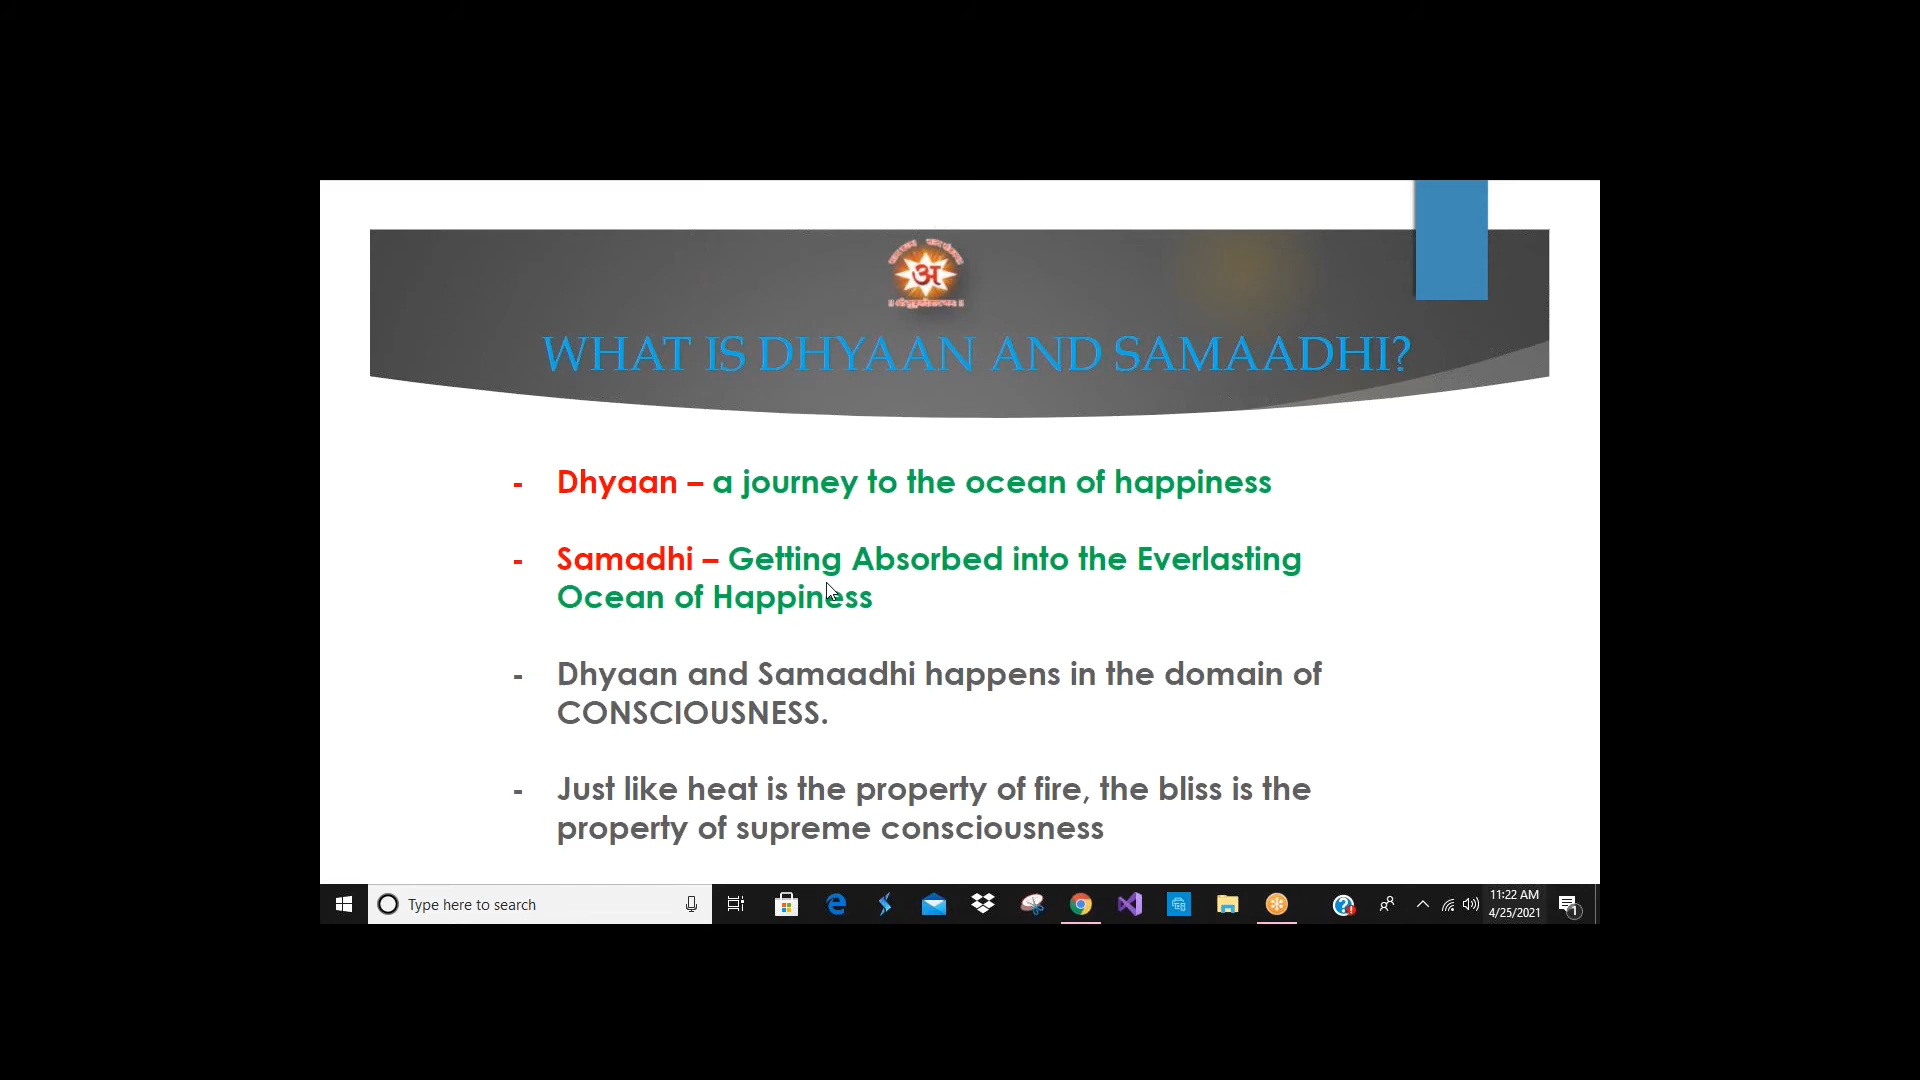 अ
WHAT IS DHYAAN AND SAMAADHI?
- Dhyaan – a journey to the ocean of happiness
- Samadhi – Getting Absorbed into the Everlasting
Ocean of Happiness
- Dhyaan and Samaadhi happens in the domain of
CONSCIOUSNESS.
- Just like heat is the property of fire, the bliss is the
property of supreme consciousness
Type here to search
11:22 AM
4/25/2021
1